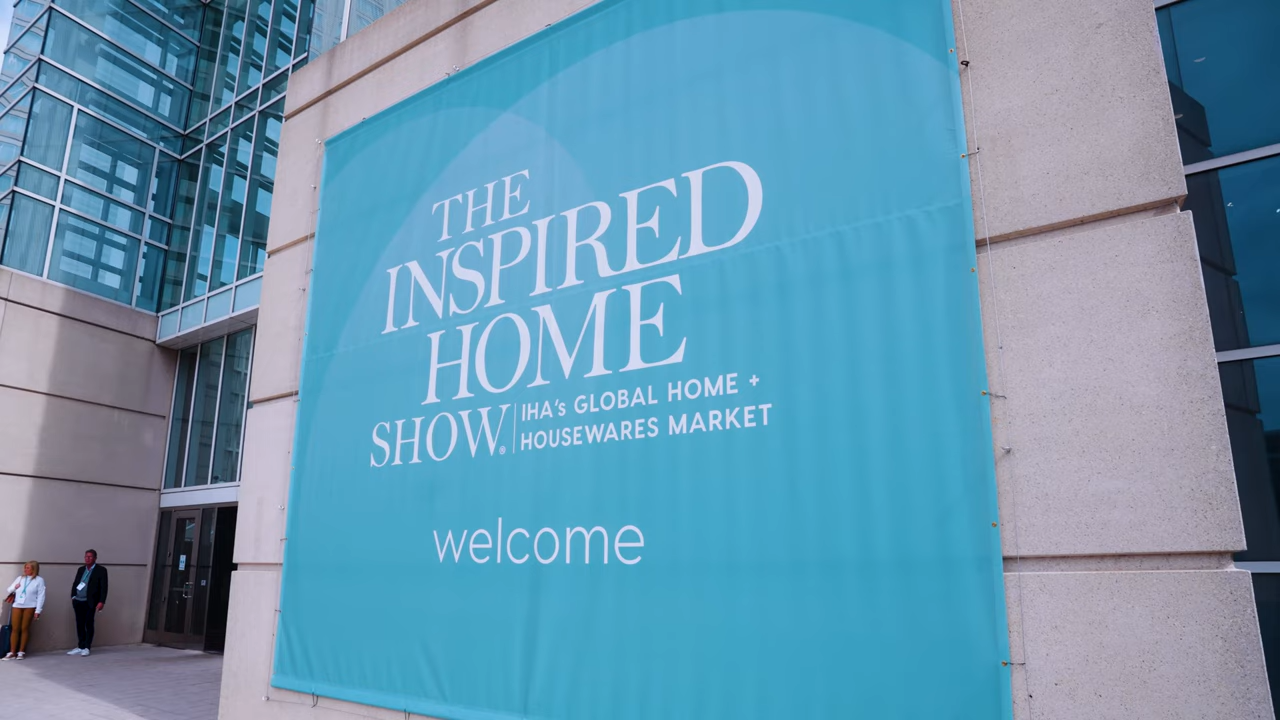 THE
INSPIRED
HOME
SHOW® | IHA's GLOBAL HOME +
HOUSEWARES MARKET
welcome